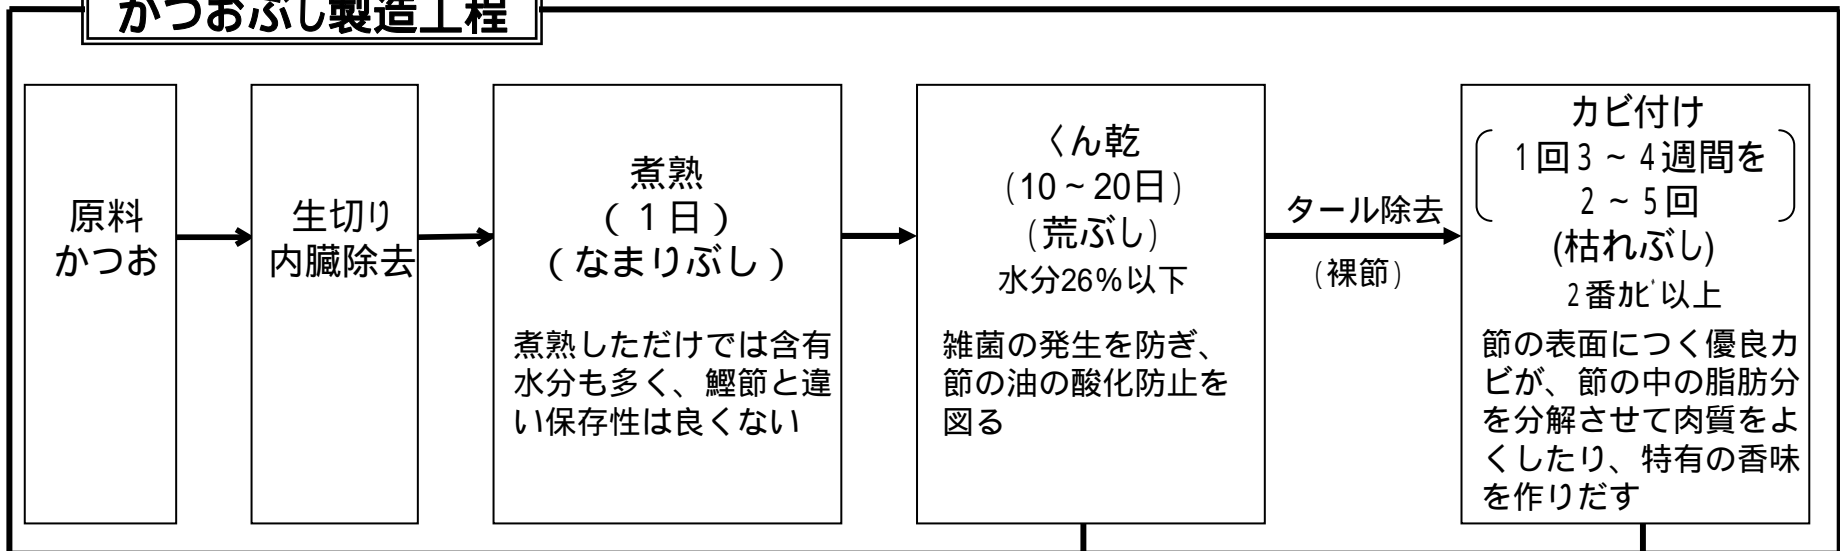 かつおぶし製造工程
原料
かつお
生切り
内臓除去
煮熟
(１日)
(なまりぶし)
煮熟しただけでは含有
水分も多く、鰹節と違
い保存性は良くない
くん乾
(10～20日)
(荒ぶし)
水分26%以下
雑菌の発生を防ぎ、
節の油の酸化防止を
図る
タール除去
(裸節)
カビ付け
1回3～4週間を
2～5回
(枯れぶし)
2番ｶﾋﾞ以上
節の表面につく優良カ
ビが、節の中の脂肪分
を分解させて肉質をよ
くしたり、特有の香味
を作りだす